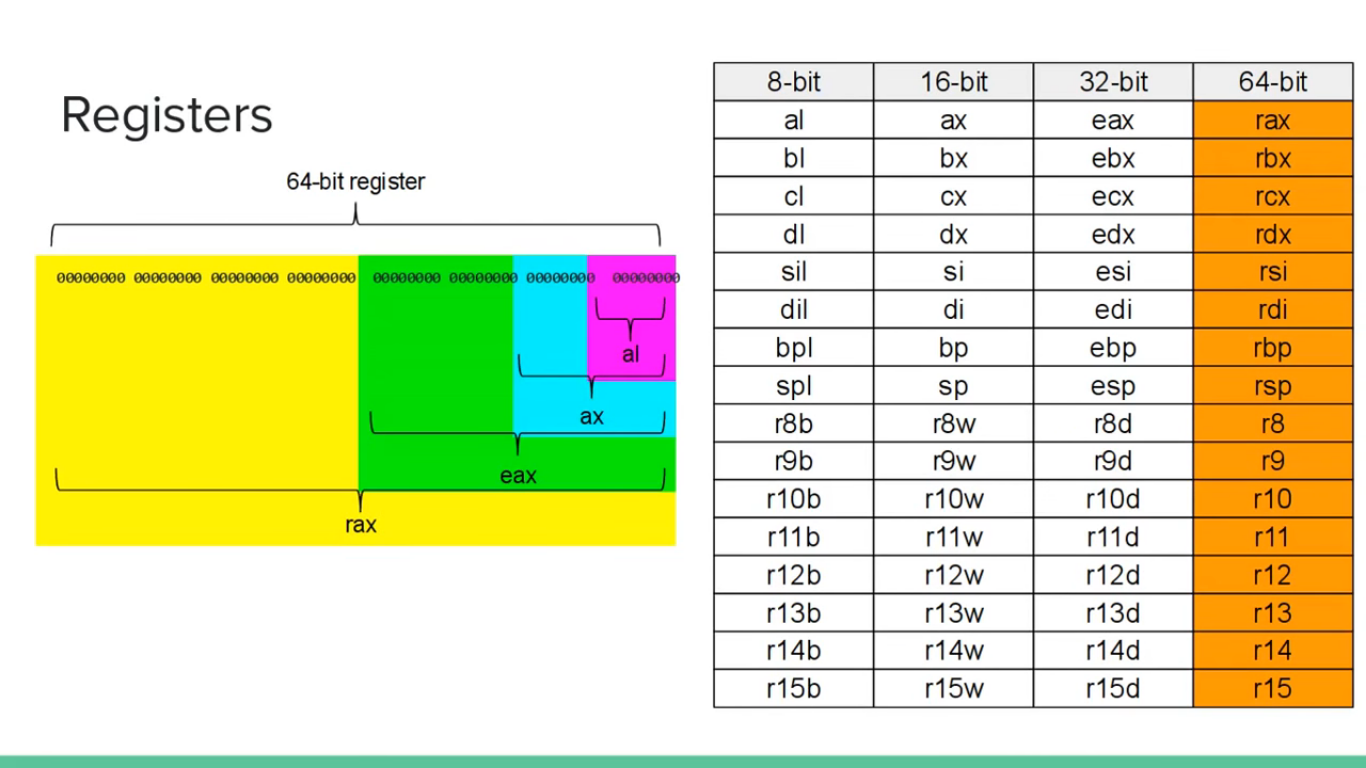 Registers
64-bit register
00000000 00000000 00000000 00000000 00000000 00000000 00000000 00000000
al
ax
eax
rax
8-bit 16-bit 32-bit 64-bit
al ax eax rax
bl bx ebx rbx
cl cx ecx rcx
dl dx edx rdx
sil si esi rsi
dil di edi rdi
bpl bp ebp rbp
spl sp esp rsp
r8b r8w r8d r8
r9b r9w r9d r9
r10b r10w r10d r10
r11b r11w r11d r11
r12b r12w r12d r12
r13b r13w r13d r13
r14b r14w r14d r14
r15b r15w r15d r15